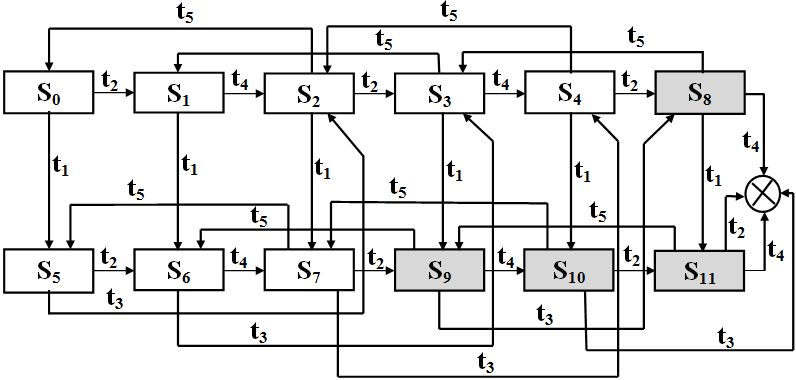 t5 t5
t5 t5
S0 t2 S1 t4 S2 t2 S3 t4 S4 t2 S8
t4
t1 t1 t1 t1 t1 t1
t5 t5 t5 t5
t2 t4
S5 t2 S6 t4 S7 t2 S9 t4 S10 t2 S11
t3 t3
t3 t3
t3